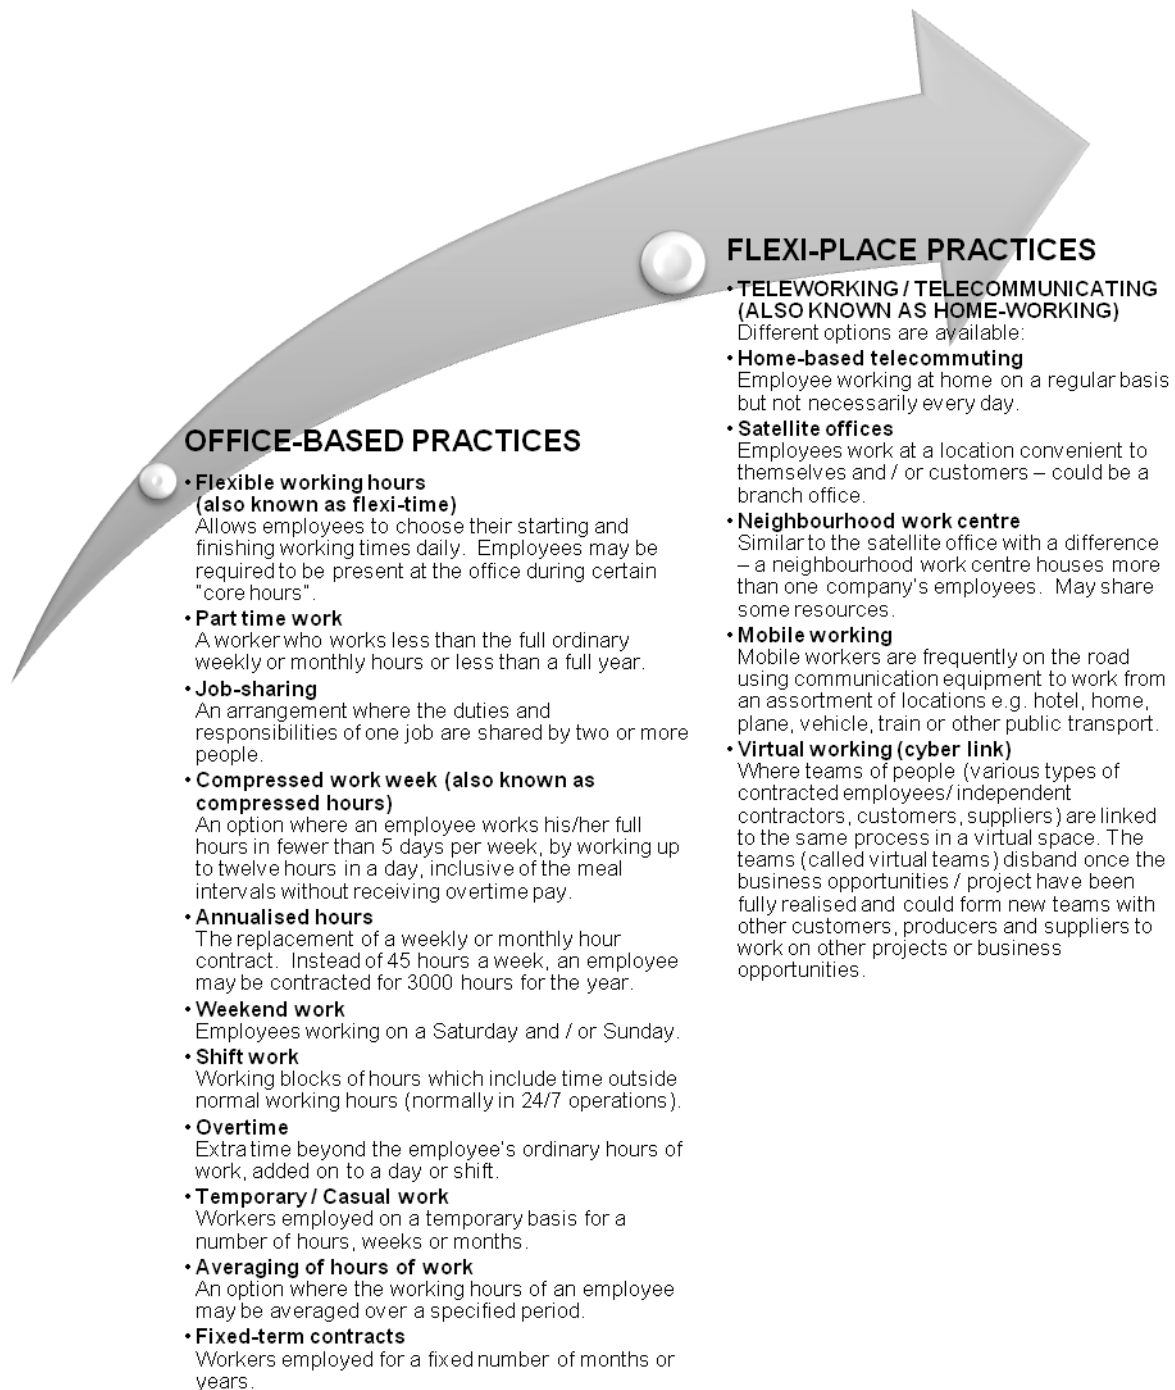 OFFICE-BASED PRACTICES
• Flexible working hours
(also known as flexi-time)
Allows employees to choose their starting and
finishing working times daily. Employees may be
required to be present at the office during certain
"core hours".
• Part time work
A worker who works less than the full ordinary
weekly or monthly hours or less than a full year.
• Job-sharing
An arrangement where the duties and
responsibilities of one job are shared by two or more
people.
• Compressed work week (also known as
compressed hours)
An option where an employee works his/her full
hours in fewer than 5 days per week, by working up
to twelve hours in a day, inclusive of the meal
intervals without receiving overtime pay.
• Annualised hours
The replacement of a weekly or monthly hour
contract. Instead of 45 hours a week, an employee
may be contracted for 3000 hours for the year.
• Weekend work
Employees working on a Saturday and / or Sunday.
• Shift work
Working blocks of hours which include time outside
normal working hours (normally in 24/7 operations).
• Overtime
Extra time beyond the employee's ordinary hours of
work, added on to a day or shift.
• Temporary / Casual work
Workers employed on a temporary basis for a
number of hours, weeks or months.
• Averaging of hours of work
An option where the working hours of an employee
may be averaged over a specified period.
• Fixed-term contracts
Workers employed for a fixed number of months or
years.
FLEXI-PLACE PRACTICES
• TELEWORKING / TELECOMMUNICATING
(ALSO KNOWN AS HOME-WORKING)
Different options are available:
• Home-based telecommuting
Employee working at home on a regular basis
but not necessarily every day.
• Satellite offices
Employees work at a location convenient to
themselves and / or customers – could be a
branch office.
• Neighbourhood work centre
Similar to the satellite office with a difference
– a neighbourhood work centre houses more
than one company's employees. May share
some resources.
• Mobile working
Mobile workers are frequently on the road
using communication equipment to work from
an assortment of locations e.g. hotel, home,
plane, vehicle, train or other public transport.
• Virtual working (cyber link)
Where teams of people (various types of
contracted employees/ independent
contractors, customers, suppliers) are linked
to the same process in a virtual space. The
teams (called virtual teams) disband once the
business opportunities / project have been
fully realised and could form new teams with
other customers, producers and suppliers to
work on other projects or business
opportunities.